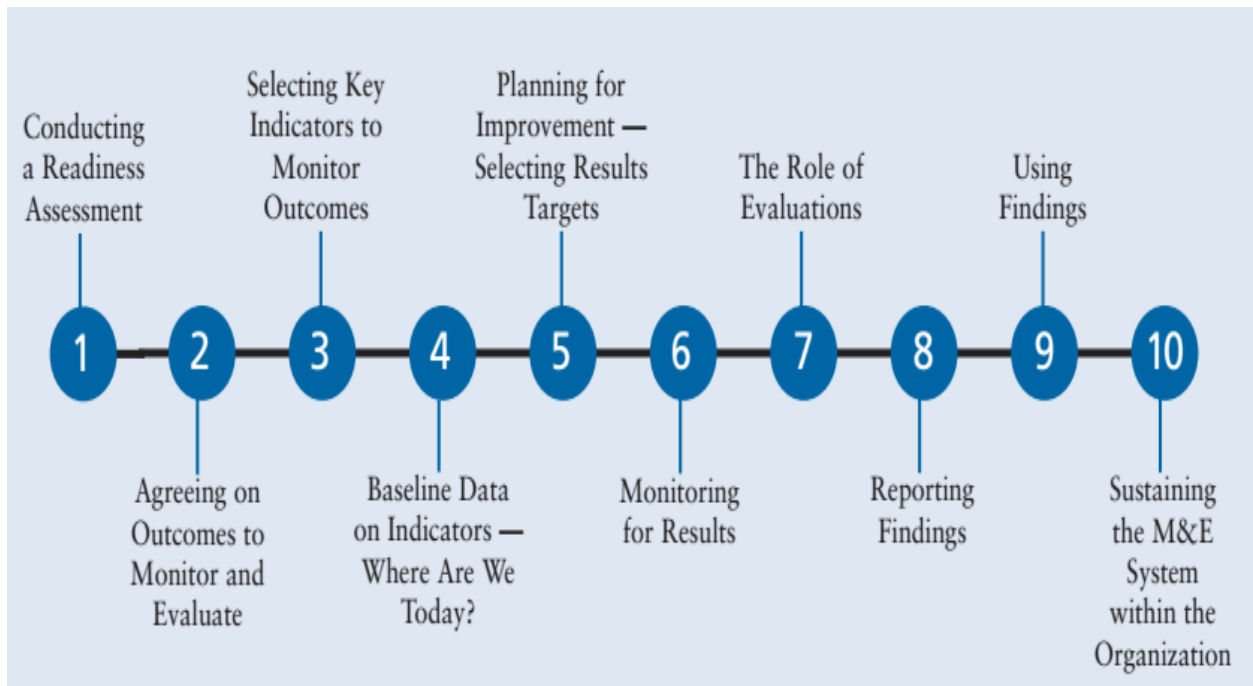 Conducting
a Readiness
Assessment
Selecting Key
Indicators to
Monitor
Outcomes
Planning for
Improvement —
Selecting Results
Targets
The Role of
Evaluations
Using
Findings
1
2
3
4
5
6
7
8
9
10
Agreeing on
Outcomes to
Monitor and
Evaluate
Baseline Data
on Indicators —
Where Are We
Today?
Monitoring
for Results
Reporting
Findings
Sustaining
the M&E
System
within the
Organization